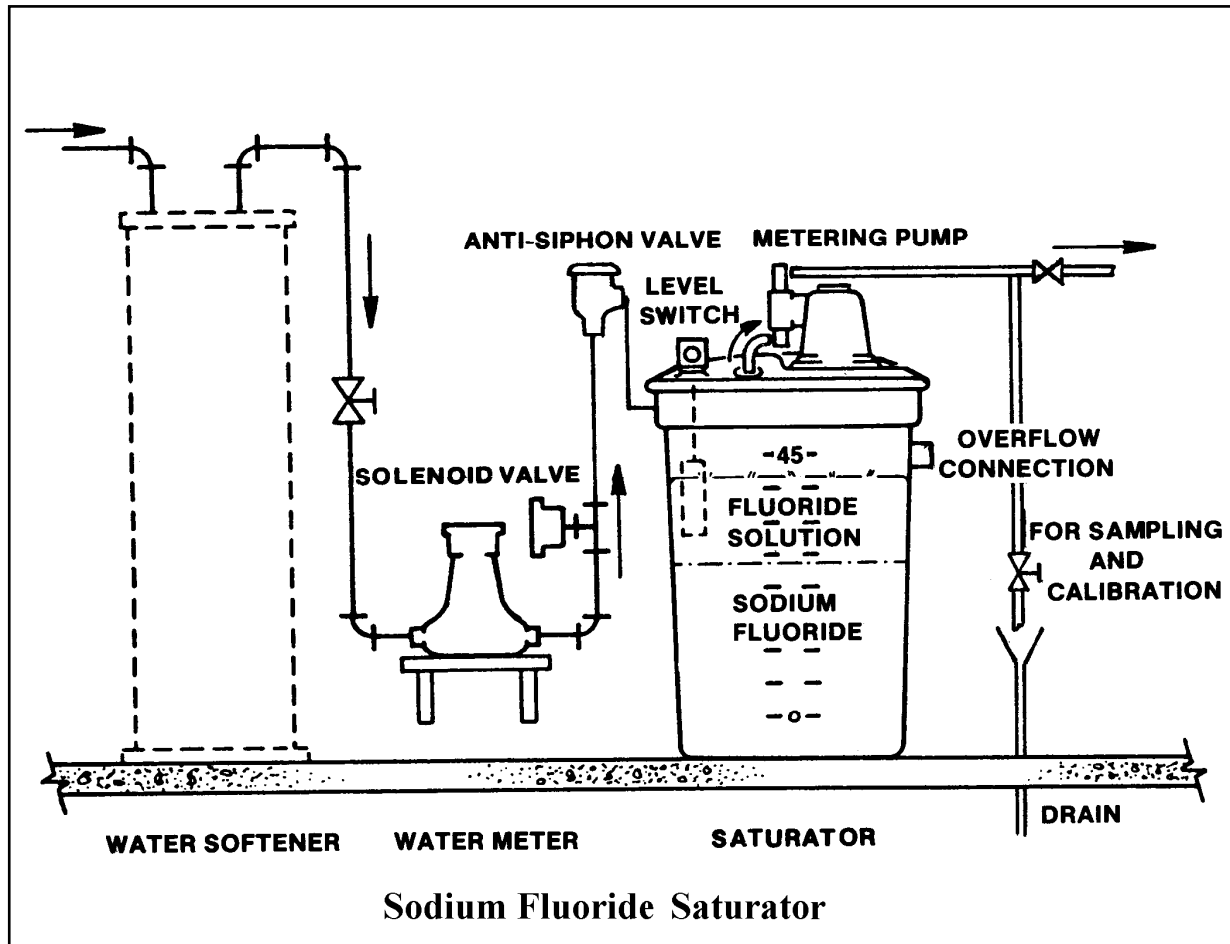 ANTI-SIPHON VALVE
METERING PUMP
LEVEL
SWITCH
-45-
OVERFLOW
CONNECTION
SOLENOID VALVE
FLUORIDE
SOLUTION
FOR SAMPLING
AND
CALIBRATION
SODIUM
FLUORIDE
-o-
DRAIN
WATER SOFTENER
WATER METER
SATURATOR
Sodium Fluoride Saturator